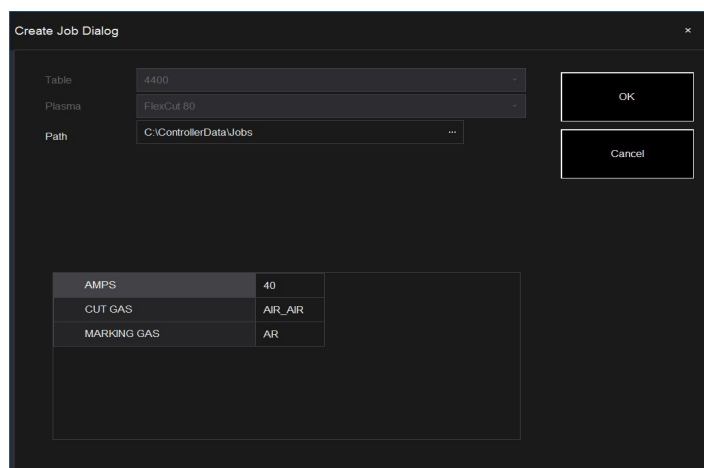 Create Job Dialog ×
Table 4400
Plasma FlexCut 80
Path C:\ControllerData\Jobs ...
OK
Cancel
AMPS 40
CUT GAS AIR_AIR
MARKING GAS AR